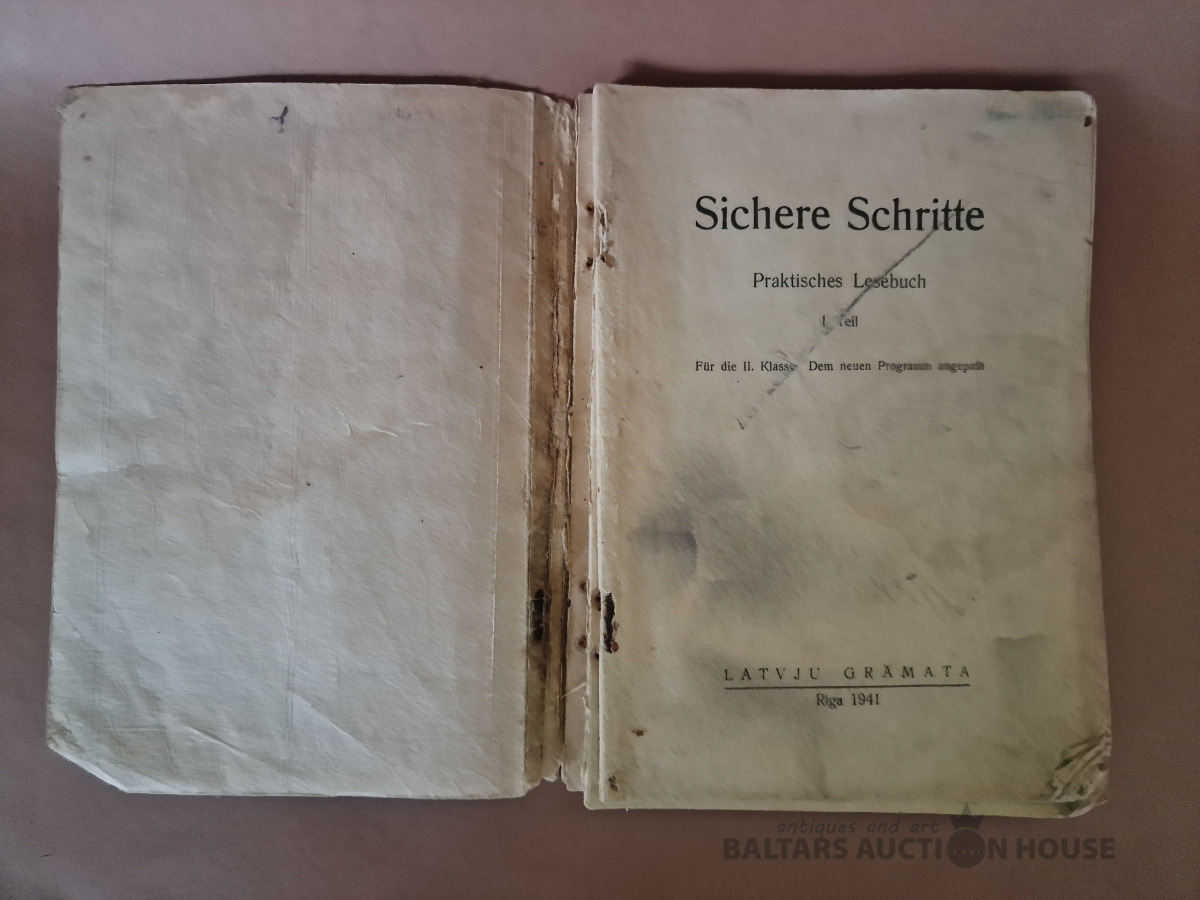 Sichere Schritte
Praktisches Lesebuch
I. Teil
Für die II. Klasse Dem neuen Programm angepaßt
LATVJU GRĀMATA
Rīga 1941
antiques and art
BALTARS AUCTION HOUSE